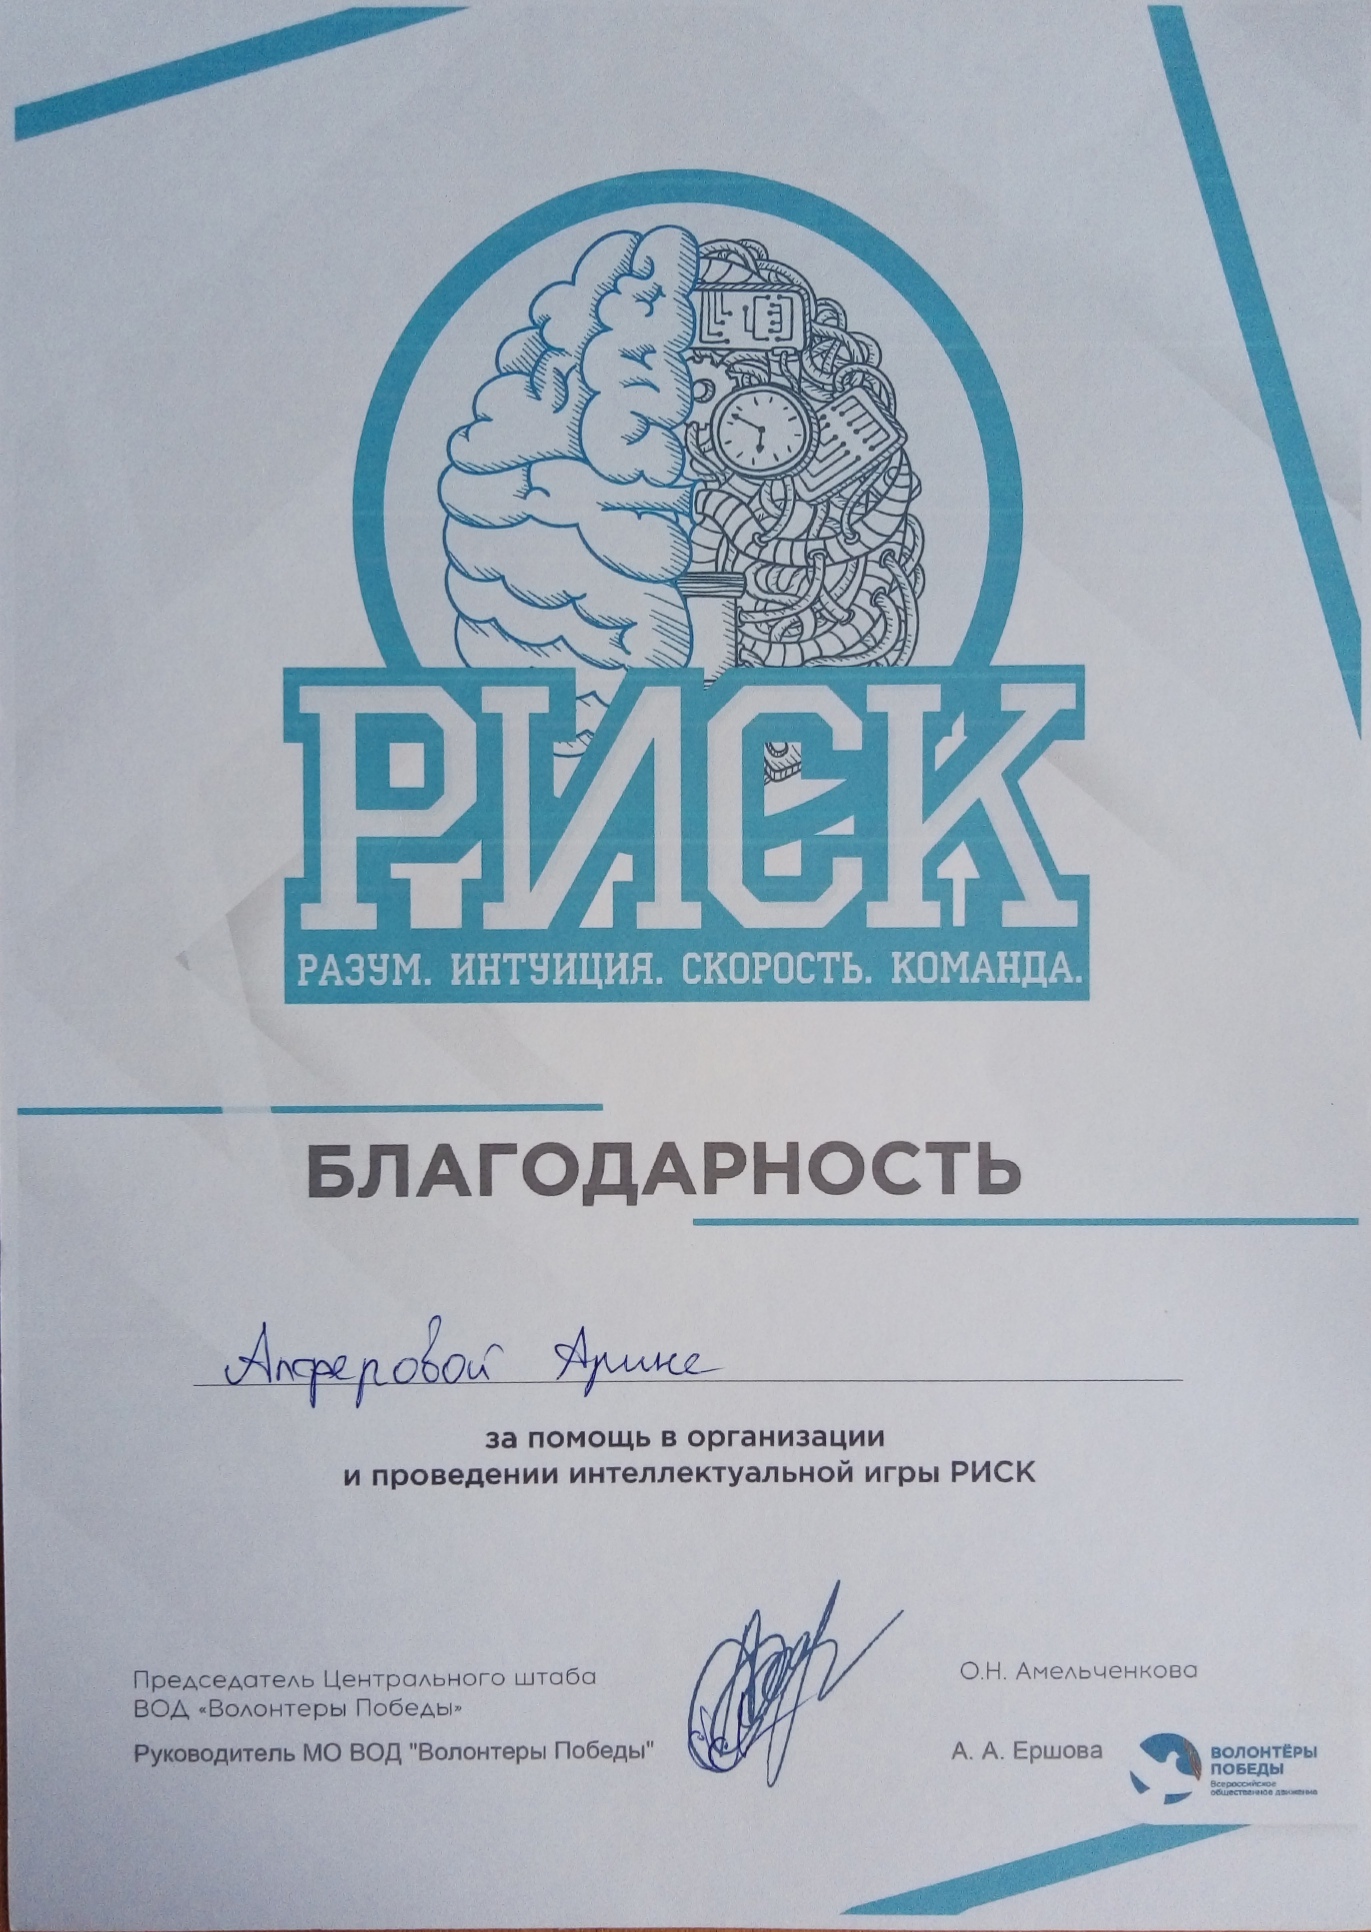 РИСК
РАЗУМ. ИНТУИЦИЯ. СКОРОСТЬ. КОМАНДА.
БЛАГОДАРНОСТЬ
Алферовой Арине
за помощь в организации
и проведении интеллектуальной игры РИСК
Председатель Центрального штаба
ВОД «Волонтеры Победы»
О.Н. Амельченкова
Руководитель МО ВОД "Волонтеры Победы"
А. А. Ершова
ВОЛОНТЁРЫ
ПОБЕДЫ
Всероссийское
общественное движение